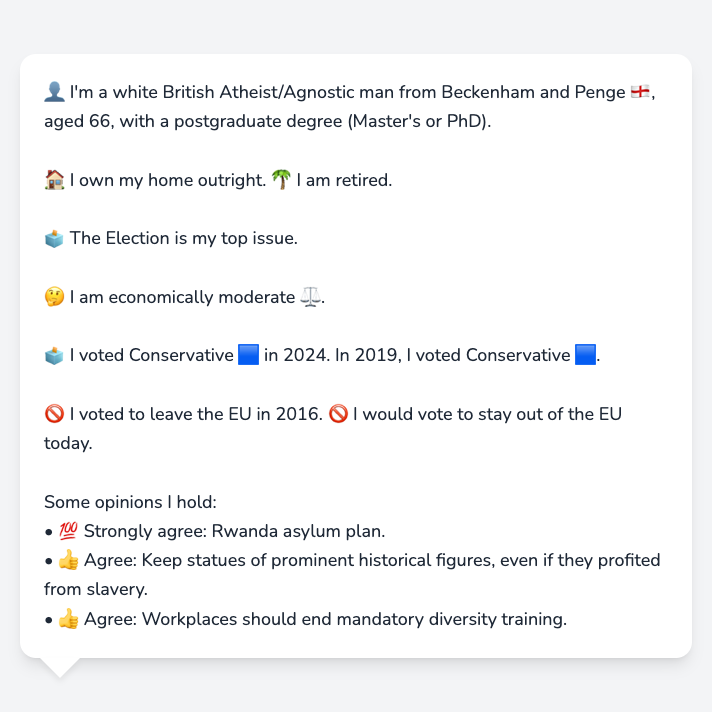 👤 I'm a white British Atheist/Agnostic man from Beckenham and Penge 🏴󠁧󠁢󠁥󠁮󠁧󠁿,
aged 66, with a postgraduate degree (Master's or PhD).
🏠 I own my home outright. 🌴 I am retired.
🗳️ The Election is my top issue.
🤔 I am economically moderate ⚖️.
🗳️ I voted Conservative 🟦 in 2024. In 2019, I voted Conservative 🟦.
🚫 I voted to leave the EU in 2016. 🚫 I would vote to stay out of the EU
today.
Some opinions I hold:
• 💯 Strongly agree: Rwanda asylum plan.
• 👍 Agree: Keep statues of prominent historical figures, even if they profited
from slavery.
• 👍 Agree: Workplaces should end mandatory diversity training.